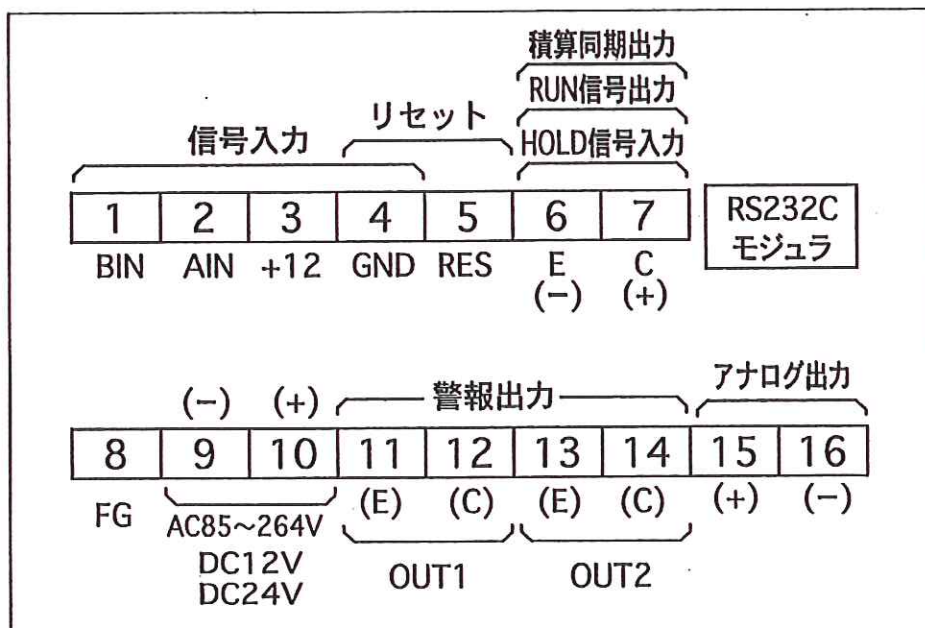 積算同期出力
RUN信号出力
リセット
信号入力
HOLD信号入力
1 2 3 4 5 6 7
BIN AIN +12 GND RES E C
(−) (+)
RS232C
モジュラ
アナログ出力
(−) (+) 警報出力
8 9 10 11 12 13 14 15 16
FG (E) (C) (E) (C) (+) (−)
AC85~264V
DC12V
DC24V
OUT1 OUT2